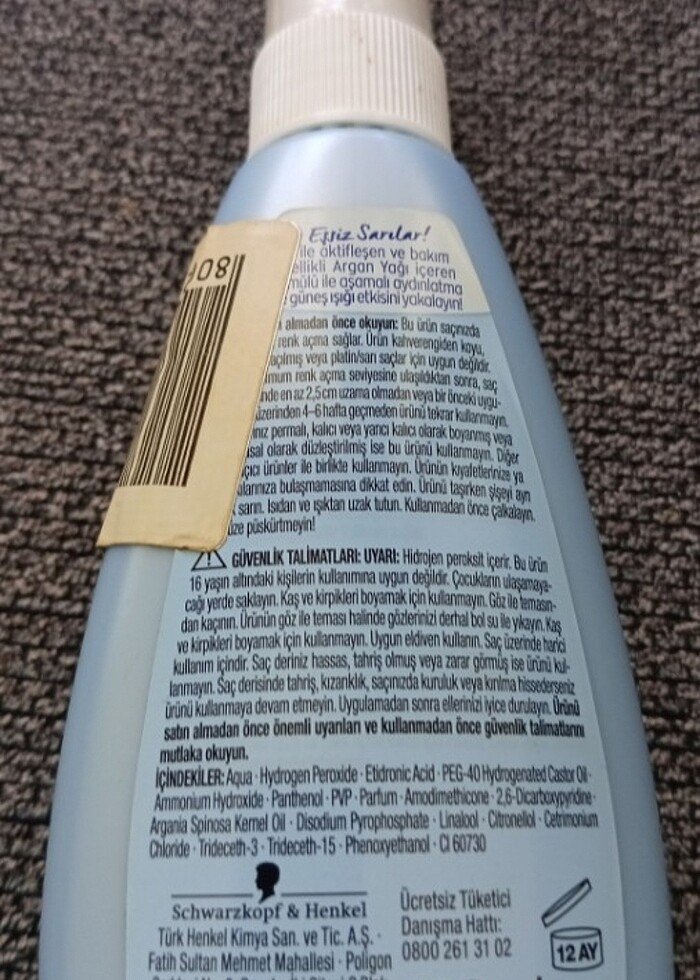 Eşsiz Sarılar!
ile aktifleşen ve bakım
Argan Yağı içeren
ile aşamalı aydınlatma
güneş ışığı etkisini yakalayın!
almadan önce okuyun: Bu ürün saçınızda
renk açma sağlar. Ürün kahverengiden koyu,
veya platin/sarı saçlar için uygun değildir.
renk açma seviyesine ulaşıldıktan sonra, saç
en az 2,5cm uzama olmadan veya bir önceki uygu-
4-6 hafta geçmeden ürünü tekrar kullanmayın.
permalı, kalıcı veya yarıcı kalıcı olarak boyanmış veya
olarak düzleştirilmiş ise bu ürünü kullanmayın. Diğer
ürünler ile birlikte kullanmayın. Ürünün kıyafetlerinize ya
bulaşmamasına dikkat edin. Ürünü taşırken şişeyi ayrı
sarın. Isıdan ve ışıktan uzak tutun. Kullanmadan önce çalkalayın.
püskürtmeyin!
GÜVENLİK TALİMATLARI: UYARI: Hidrojen peroksit içerir. Bu ürün
16 yaşın altındaki kişilerin kullanımına uygun değildir. Çocukların ulaşamaya-
cağı yerde saklayın. Kaş ve kirpikleri boyamak için kullanmayın. Göz ile temasın-
dan kaçının. Ürünün göz ile teması halinde gözlerinizi derhal bol su ile yıkayın. Kaş
ve kirpikleri boyamak için kullanmayın. Uygun eldiven kullanın. Saç üzerinde harici
kullanım içindir. Saç deriniz hassas, tahriş olmuş veya zarar görmüş ise ürünü kul-
lanmayın. Saç derisinde tahriş, kızarıklık, saçınızda kuruluk veya kırılma hissederseniz
ürünü kullanmaya devam etmeyin. Uygulamadan sonra ellerinizi iyice durulayın. Ürünü
satın almadan önce önemli uyarıları ve kullanmadan önce güvenlik talimatlarını
mutlaka okuyun.
İÇİNDEKİLER: Aqua · Hydrogen Peroxide · Etidronic Acid · PEG-40 Hydrogenated Castor Oil ·
Ammonium Hydroxide · Panthenol · PVP · Parfum · Amodimethicone · 2,6-Dicarboxypyridine ·
Argania Spinosa Kernel Oil · Disodium Pyrophosphate · Linalool · Citronellol · Cetrimonium
Chloride · Trideceth-3 · Trideceth-15 · Phenoxyethanol · CI 60730
Schwarzkopf & Henkel
Türk Henkel Kimya San. ve Tic. A.Ş. ·
Fatih Sultan Mehmet Mahallesi · Poligon
Ücretsiz Tüketici
Danışma Hattı:
0800 261 31 02
12 AY